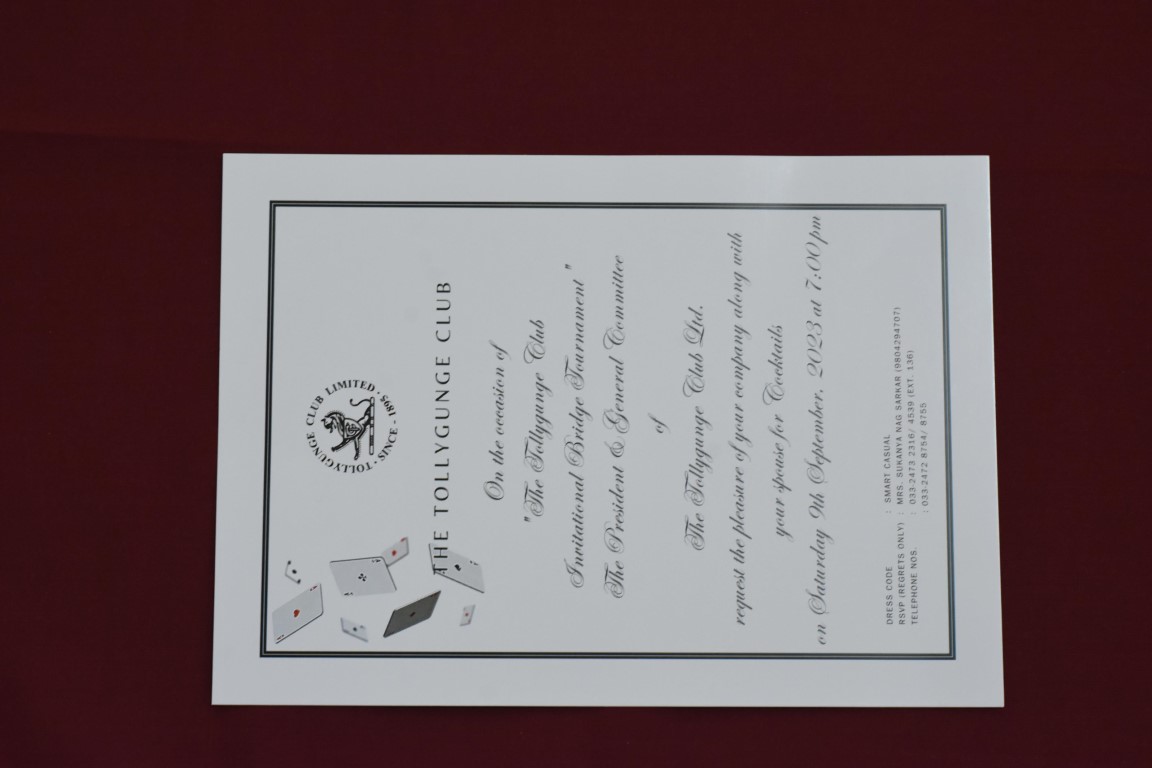 TOLLYGUNGE CLUB LIMITED · SINCE - 1895 ·
THE TOLLYGUNGE CLUB
On the occasion of
"The Tollygunge Club
Invitational Bridge Tournament"
The President & General Committee
of
The Tollygunge Club Ltd.
request the pleasure of your company along with
your spouse for Cocktails
on Saturday 9th September, 2023 at 7:00 pm
DRESS CODE : SMART CASUAL
RSVP (REGRETS ONLY) : MRS. SUKANYA NAG SARKAR (9804294707)
TELEPHONE NOS. : 033-2473 2316/ 4539 (EXT. 136)
: 033-2472 8754/ 8755